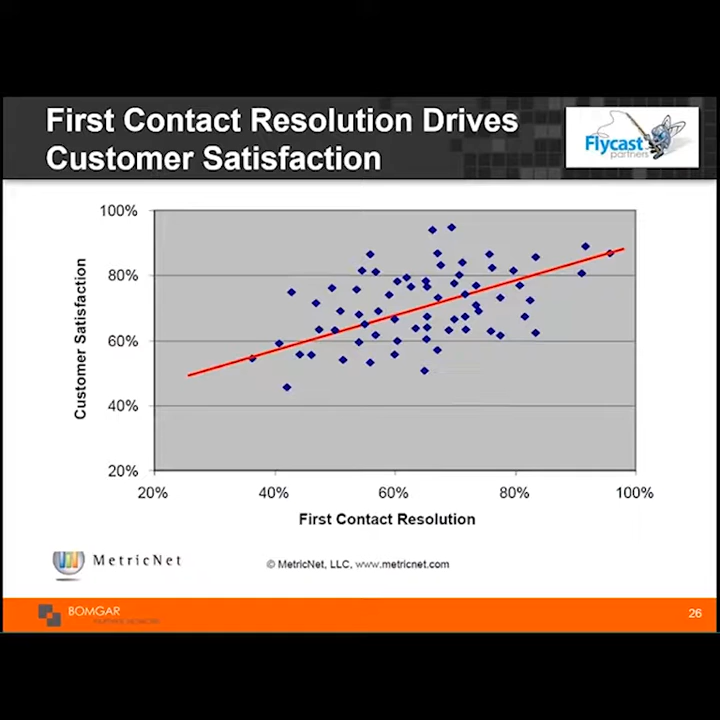 First Contact Resolution Drives
Customer Satisfaction
Flycast
partners
100%
80%
60%
40%
20%
Customer Satisfaction
20%
40%
60%
80%
100%
First Contact Resolution
MetricNet
© MetricNet, LLC, www.metricnet.com
BOMGAR
26